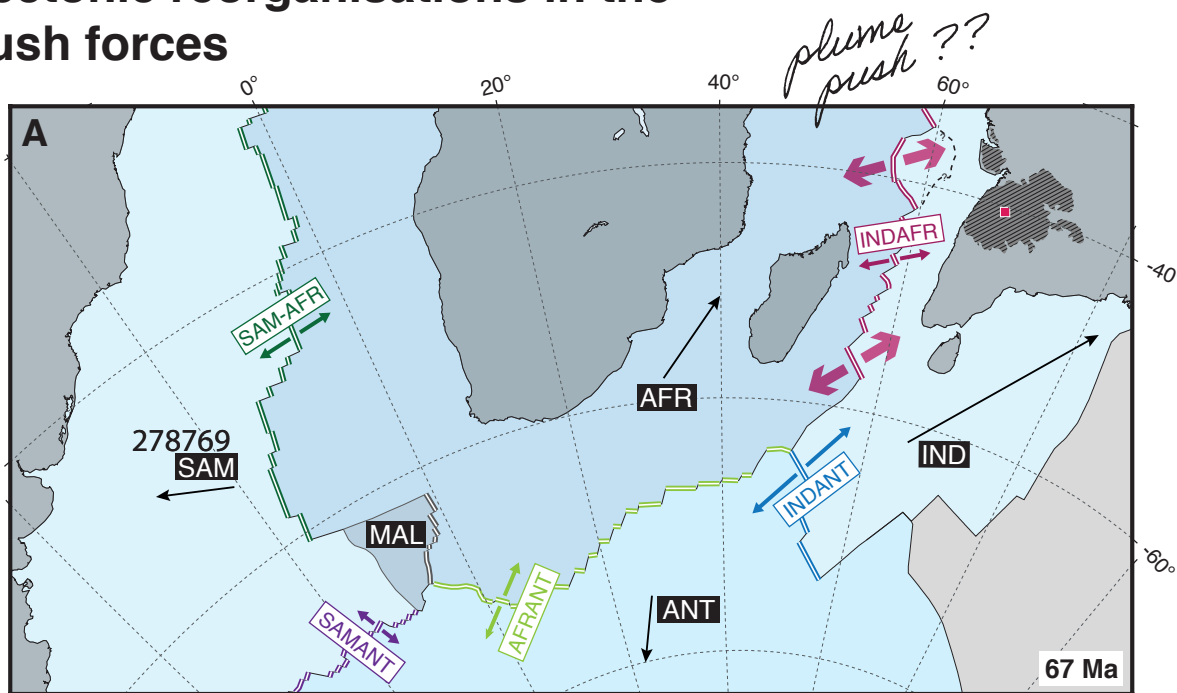 ectonic reorganisations in the
ush forces
plume
push ??
0°
20°
40°
60°
A
INDAFR
-40
SAM-AFR
AFR
278769
SAM
IND
INDANT
MAL
-60°
AFRANT
ANT
SAMANT
67 Ma